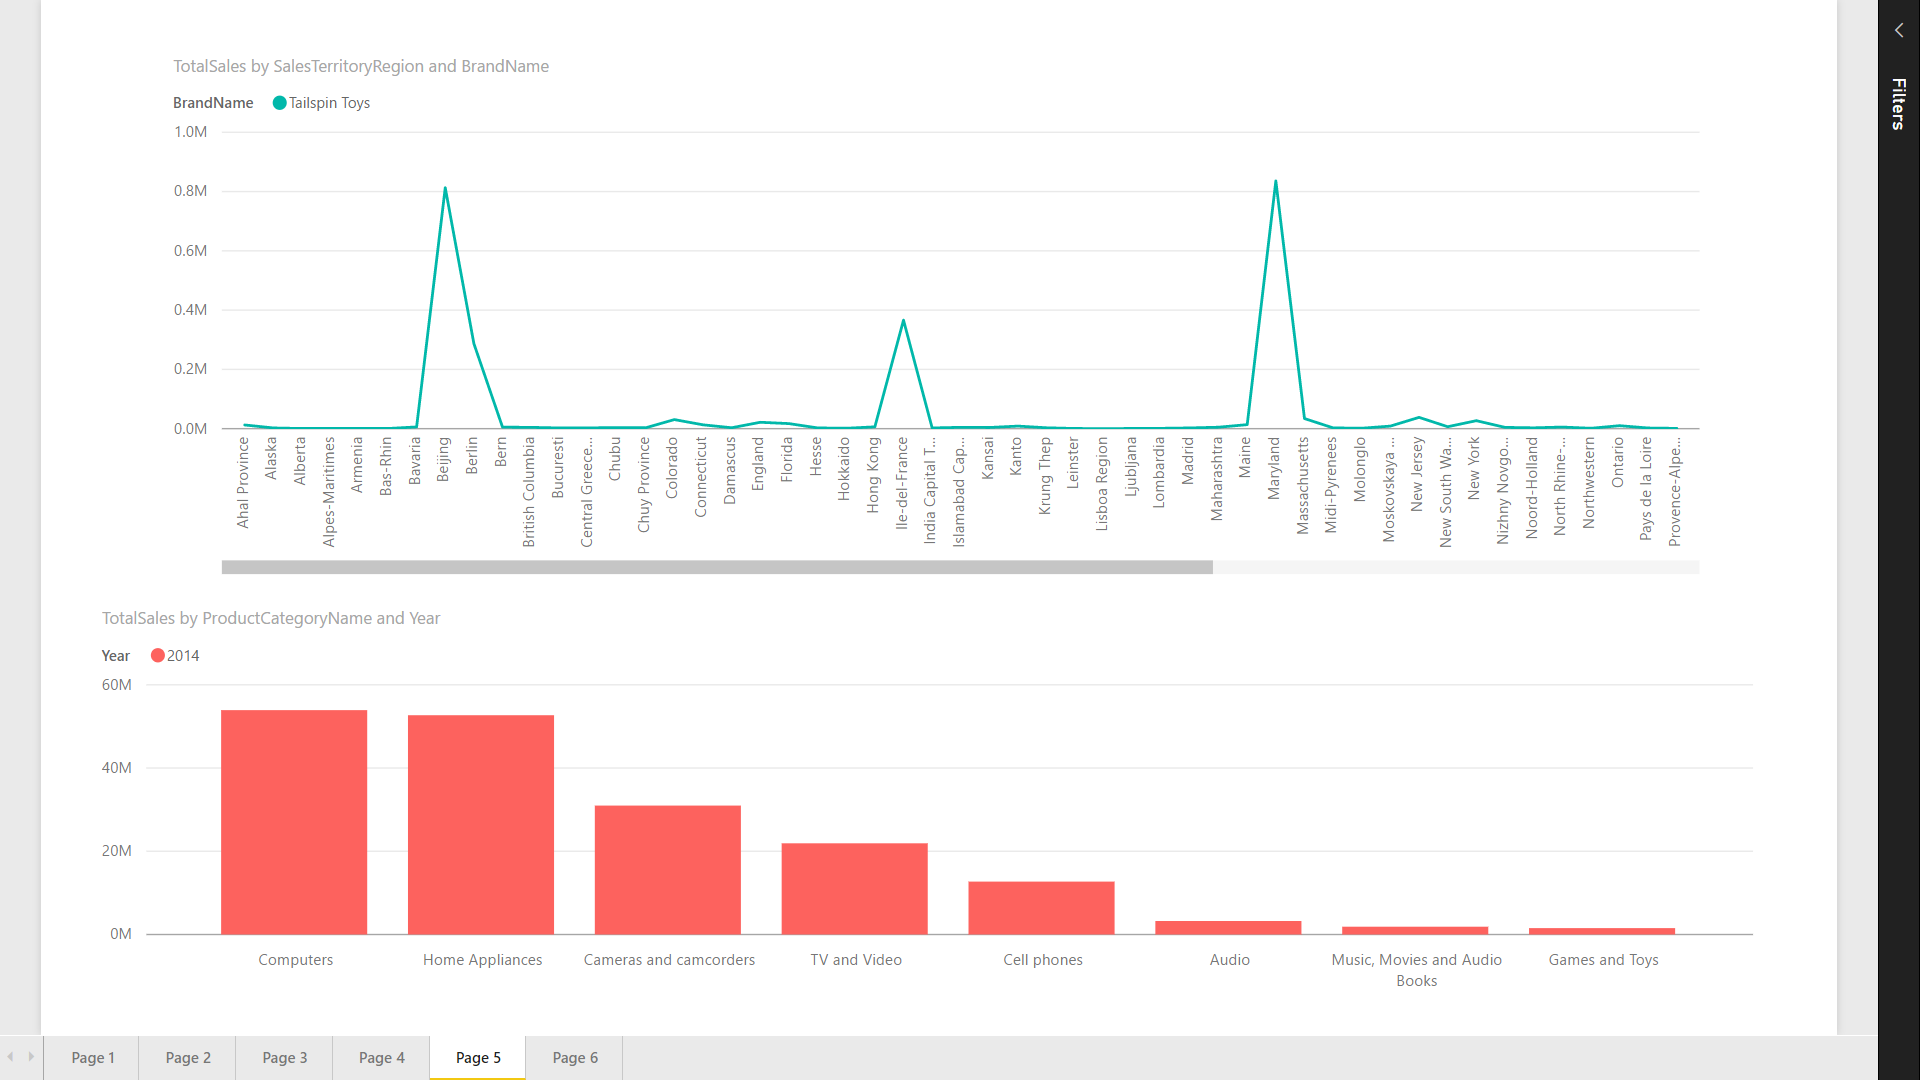 TotalSales by SalesTerritoryRegion and BrandName
BrandName Tailspin Toys
1.0M
0.8M
0.6M
0.4M
0.2M
0.0M
Ahal Province
Alaska
Alberta
Alpes-Maritimes
Armenia
Bas-Rhin
Bavaria
Beijing
Berlin
Bern
British Columbia
Bucuresti
Central Greece...
Chubu
Chuy Province
Colorado
Connecticut
Damascus
England
Florida
Hesse
Hokkaido
Hong Kong
Ile-del-France
India Capital T...
Islamabad Cap...
Kansai
Kanto
Krung Thep
Leinster
Lisboa Region
Ljubljana
Lombardia
Madrid
Maharashtra
Maine
Maryland
Massachusetts
Midi-Pyrenees
Molonglo
Moskovskaya ...
New Jersey
New South Wa...
New York
Nizhny Novgo...
Noord-Holland
North Rhine-...
Northwestern
Ontario
Pays de la Loire
Provence-Alpe...
TotalSales by ProductCategoryName and Year
Year 2014
60M
40M
20M
0M
Computers
Home Appliances
Cameras and camcorders
TV and Video
Cell phones
Audio
Music, Movies and Audio
Books
Games and Toys
Filters
Page 1
Page 2
Page 3
Page 4
Page 5
Page 6